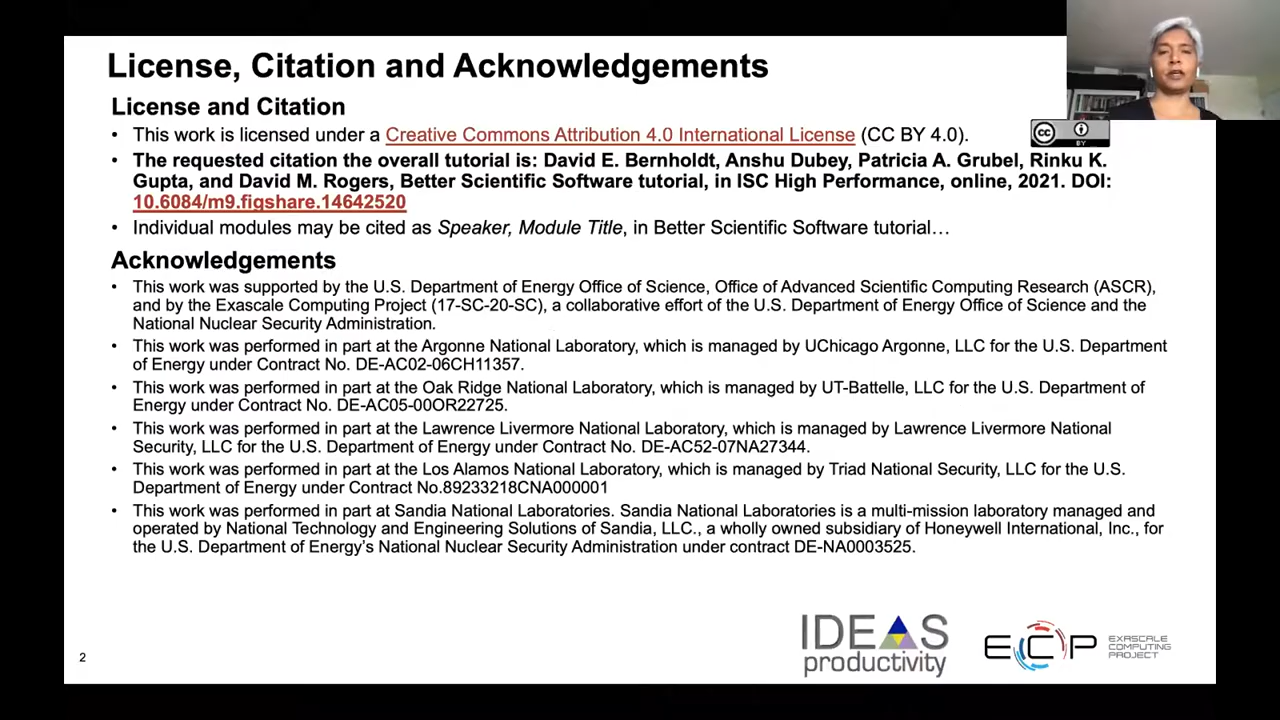 License, Citation and Acknowledgements
License and Citation
• This work is licensed under a Creative Commons Attribution 4.0 International License (CC BY 4.0).
cc BY
• The requested citation the overall tutorial is: David E. Bernholdt, Anshu Dubey, Patricia A. Grubel, Rinku K.
Gupta, and David M. Rogers, Better Scientific Software tutorial, in ISC High Performance, online, 2021. DOI:
10.6084/m9.figshare.14642520
• Individual modules may be cited as Speaker, Module Title, in Better Scientific Software tutorial…
Acknowledgements
• This work was supported by the U.S. Department of Energy Office of Science, Office of Advanced Scientific Computing Research (ASCR),
and by the Exascale Computing Project (17-SC-20-SC), a collaborative effort of the U.S. Department of Energy Office of Science and the
National Nuclear Security Administration.
• This work was performed in part at the Argonne National Laboratory, which is managed by UChicago Argonne, LLC for the U.S. Department
of Energy under Contract No. DE-AC02-06CH11357.
• This work was performed in part at the Oak Ridge National Laboratory, which is managed by UT-Battelle, LLC for the U.S. Department of
Energy under Contract No. DE-AC05-00OR22725.
• This work was performed in part at the Lawrence Livermore National Laboratory, which is managed by Lawrence Livermore National
Security, LLC for the U.S. Department of Energy under Contract No. DE-AC52-07NA27344.
• This work was performed in part at the Los Alamos National Laboratory, which is managed by Triad National Security, LLC for the U.S.
Department of Energy under Contract No.89233218CNA000001
• This work was performed in part at Sandia National Laboratories. Sandia National Laboratories is a multi-mission laboratory managed and
operated by National Technology and Engineering Solutions of Sandia, LLC., a wholly owned subsidiary of Honeywell International, Inc., for
the U.S. Department of Energy’s National Nuclear Security Administration under contract DE-NA0003525.
2
IDEAS
productivity
ECP
EXASCALE
COMPUTING
PROJECT